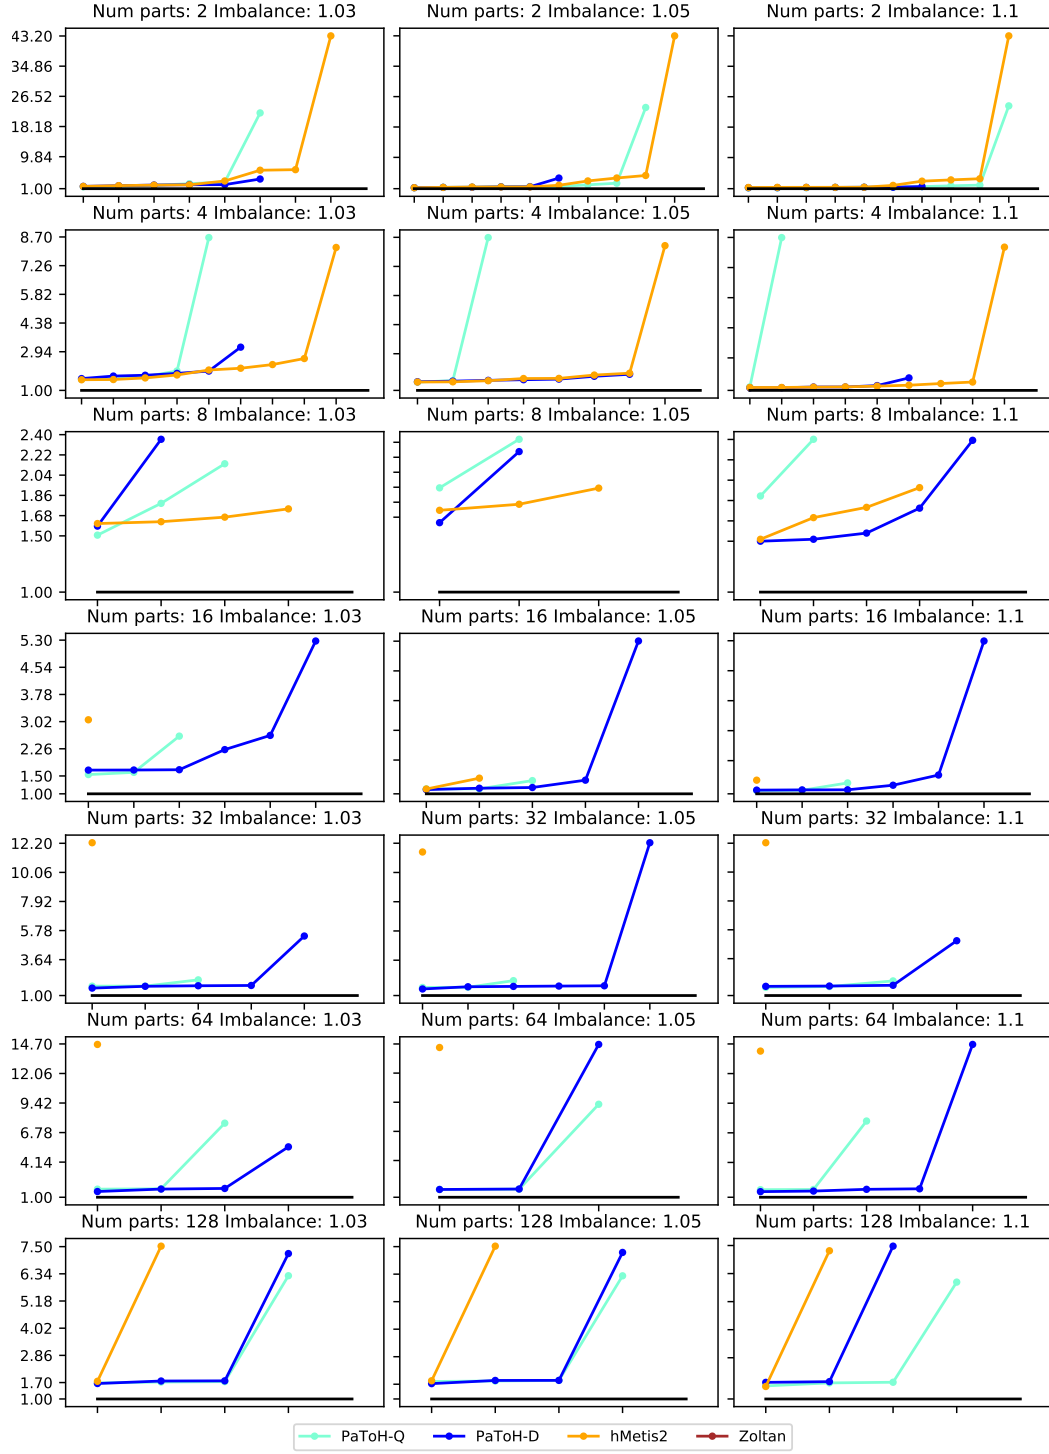 Num parts: 2 Imbalance: 1.03
Num parts: 2 Imbalance: 1.05
Num parts: 2 Imbalance: 1.1
43.20
34.86
26.52
18.18
9.84
1.00
Num parts: 4 Imbalance: 1.03
Num parts: 4 Imbalance: 1.05
Num parts: 4 Imbalance: 1.1
8.70
7.26
5.82
4.38
2.94
1.00
Num parts: 8 Imbalance: 1.03
Num parts: 8 Imbalance: 1.05
Num parts: 8 Imbalance: 1.1
2.40
2.22
2.04
1.86
1.68
1.50
1.00
Num parts: 16 Imbalance: 1.03
Num parts: 16 Imbalance: 1.05
Num parts: 16 Imbalance: 1.1
5.30
4.54
3.78
3.02
2.26
1.50
1.00
Num parts: 32 Imbalance: 1.03
Num parts: 32 Imbalance: 1.05
Num parts: 32 Imbalance: 1.1
12.20
10.06
7.92
5.78
3.64
1.00
Num parts: 64 Imbalance: 1.03
Num parts: 64 Imbalance: 1.05
Num parts: 64 Imbalance: 1.1
14.70
12.06
9.42
6.78
4.14
1.00
Num parts: 128 Imbalance: 1.03
Num parts: 128 Imbalance: 1.05
Num parts: 128 Imbalance: 1.1
7.50
6.34
5.18
4.02
2.86
1.70
1.00
PaToH-Q
PaToH-D
hMetis2
Zoltan